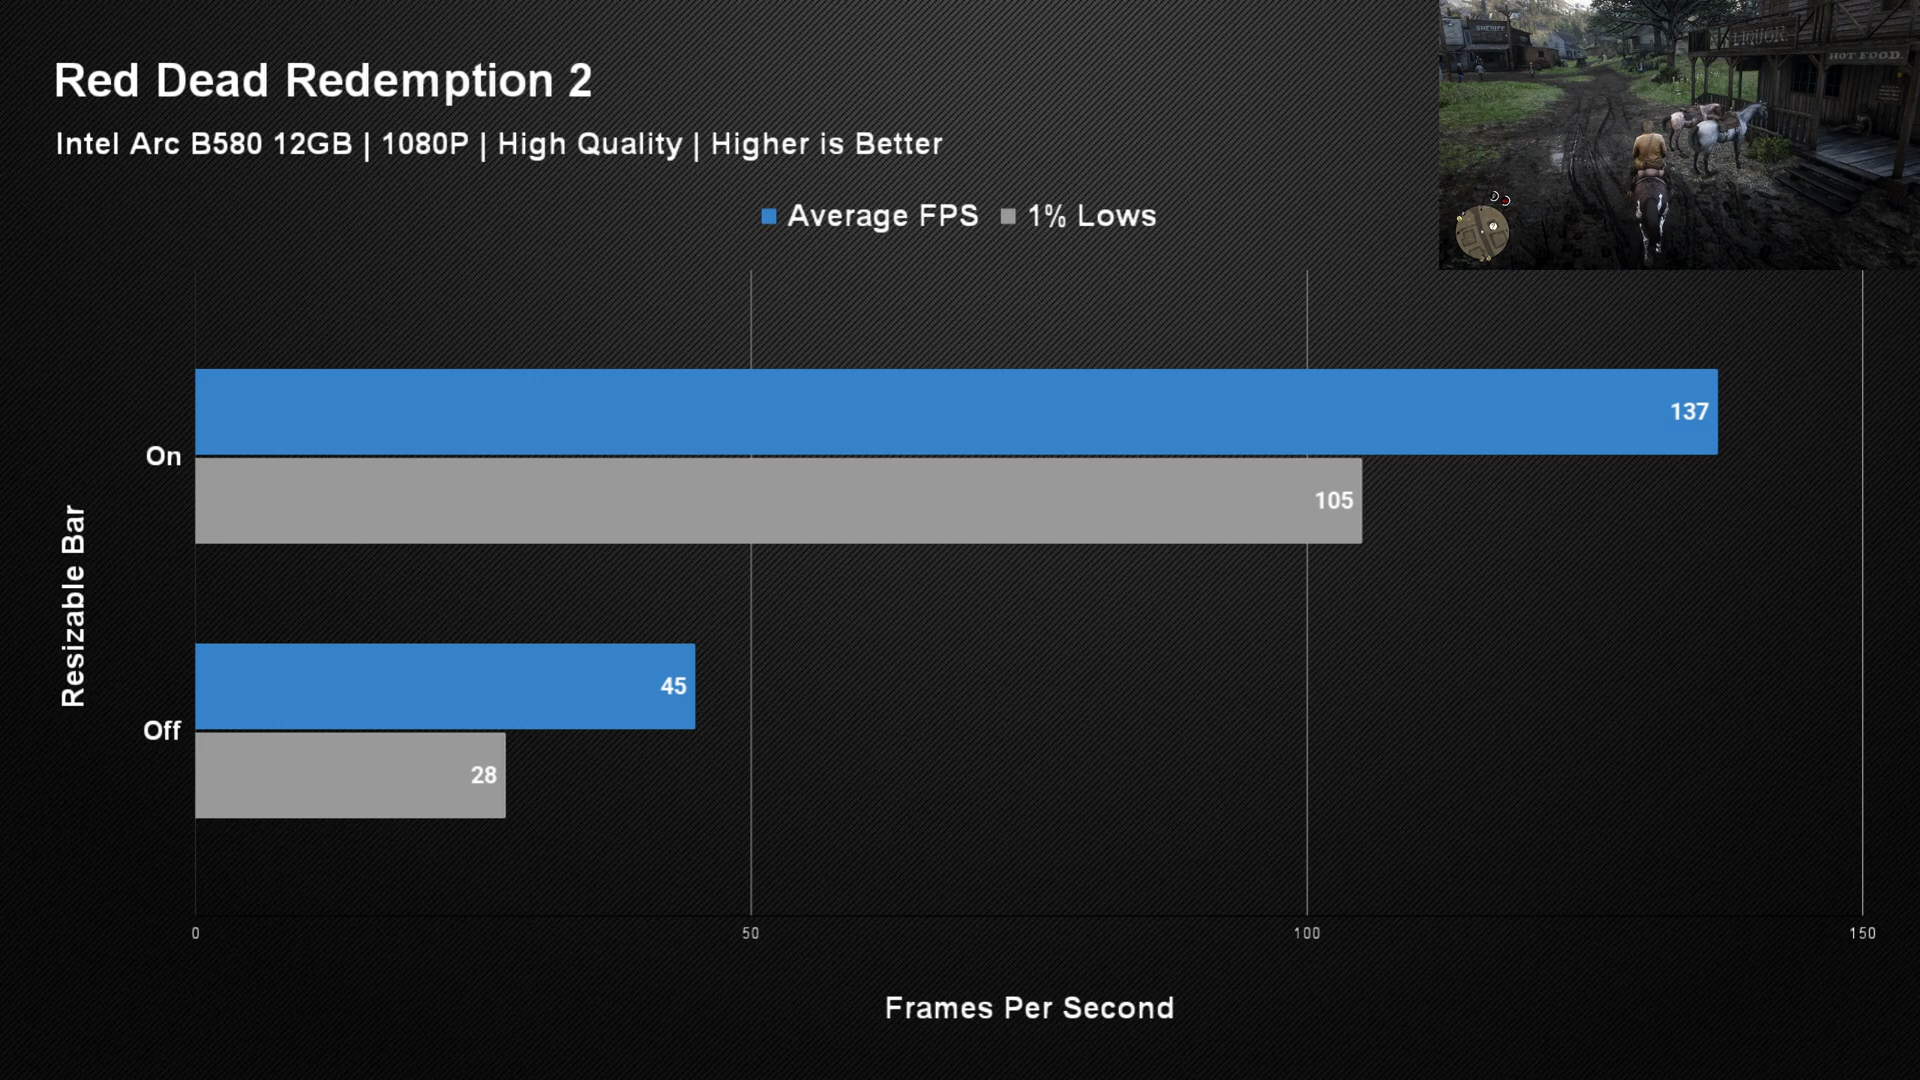 Red Dead Redemption 2
Intel Arc B580 12GB | 1080P | High Quality | Higher is Better
Average FPS 1% Lows
SHERIFF
LIQUOR
HOT FOOD.
137
On
105
Resizable Bar
45
Off
28
0 50 100 150
Frames Per Second